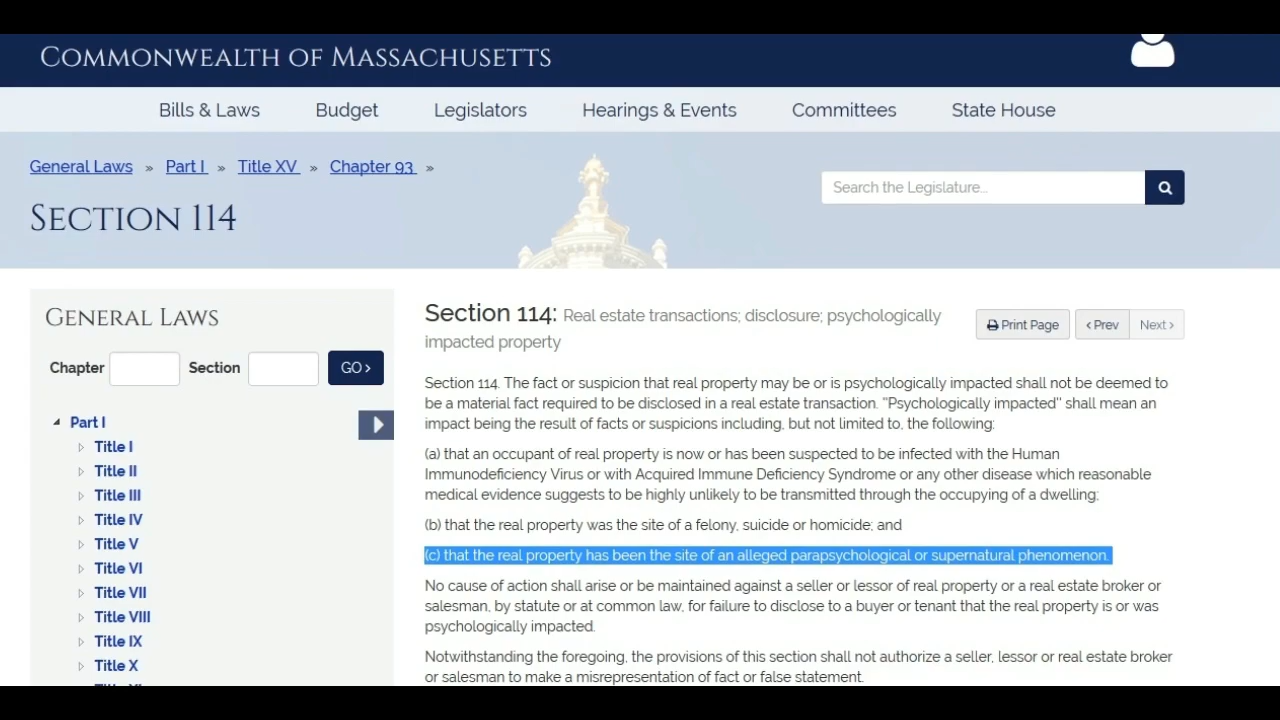 COMMONWEALTH OF MASSACHUSETTS
Bills & Laws Budget Legislators Hearings & Events Committees State House
General Laws » Part I » Title XV » Chapter 93 »
Search the Legislature...
SECTION 114
GENERAL LAWS
Chapter Section GO ›
Part I
Title I
Title II
Title III
Title IV
Title V
Title VI
Title VII
Title VIII
Title IX
Title X
Section 114: Real estate transactions; disclosure; psychologically
impacted property
Print Page ‹ Prev Next ›
Section 114. The fact or suspicion that real property may be or is psychologically impacted shall not be deemed to
be a material fact required to be disclosed in a real estate transaction. "Psychologically impacted" shall mean an
impact being the result of facts or suspicions including, but not limited to, the following:
(a) that an occupant of real property is now or has been suspected to be infected with the Human
Immunodeficiency Virus or with Acquired Immune Deficiency Syndrome or any other disease which reasonable
medical evidence suggests to be highly unlikely to be transmitted through the occupying of a dwelling;
(b) that the real property was the site of a felony, suicide or homicide; and
(c) that the real property has been the site of an alleged parapsychological or supernatural phenomenon.
No cause of action shall arise or be maintained against a seller or lessor of real property or a real estate broker or
salesman, by statute or at common law, for failure to disclose to a buyer or tenant that the real property is or was
psychologically impacted.
Notwithstanding the foregoing, the provisions of this section shall not authorize a seller, lessor or real estate broker
or salesman to make a misrepresentation of fact or false statement.